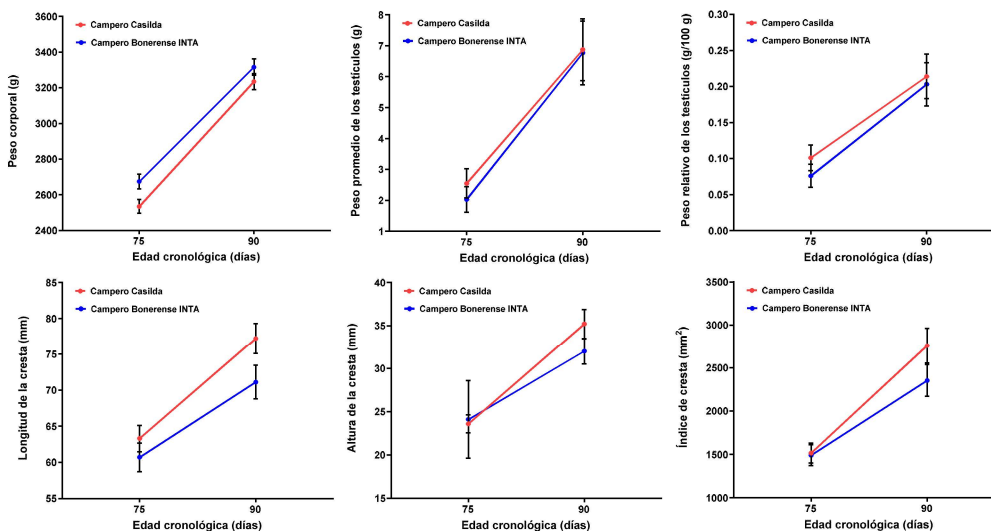 Campero Casilda
Campero Bonerense INTA
Peso corporal (g)
3600
3400
3200
3000
2800
2600
2400
75
90
Edad cronológica (días)
Campero Casilda
Campero Bonerense INTA
Peso promedio de los testículos (g)
8
7
6
5
4
3
2
1
75
90
Edad cronológica (días)
Campero Casilda
Campero Bonerense INTA
Peso relativo de los testículos (g/100 g)
0.30
0.25
0.20
0.15
0.10
0.05
0.00
75
90
Edad cronológica (días)
Campero Casilda
Campero Bonerense INTA
Longitud de la cresta (mm)
85
80
75
70
65
60
55
75
90
Edad cronológica (días)
Campero Casilda
Campero Bonerense INTA
Altura de la cresta (mm)
40
35
30
25
20
15
75
90
Edad cronológica (días)
Campero Casilda
Campero Bonerense INTA
Índice de cresta (mm²)
3500
3000
2500
2000
1500
1000
75
90
Edad cronológica (días)